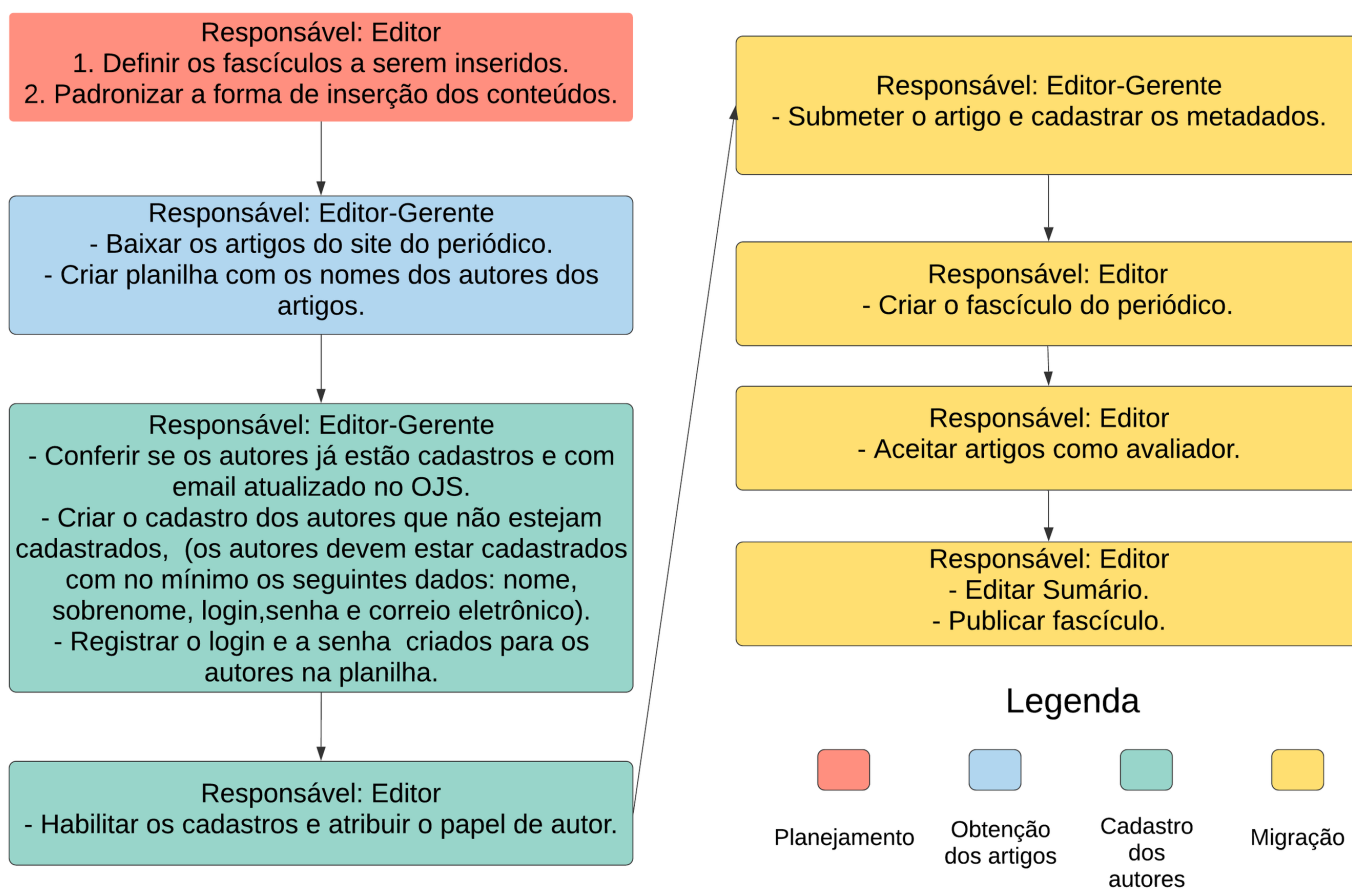 Responsável: Editor
1. Definir os fascículos a serem inseridos.
2. Padronizar a forma de inserção dos conteúdos.
Responsável: Editor-Gerente
- Baixar os artigos do site do periódico.
- Criar planilha com os nomes dos autores dos
artigos.
Responsável: Editor-Gerente
- Conferir se os autores já estão cadastros e com
email atualizado no OJS.
- Criar o cadastro dos autores que não estejam
cadastrados,  (os autores devem estar cadastrados
com no mínimo os seguintes dados: nome,
sobrenome, login,senha e correio eletrônico).
- Registrar o login e a senha  criados para os
autores na planilha.
Responsável: Editor
- Habilitar os cadastros e atribuir o papel de autor.
Responsável: Editor-Gerente
- Submeter o artigo e cadastrar os metadados.
Responsável: Editor
- Criar o fascículo do periódico.
Responsável: Editor
- Aceitar artigos como avaliador.
Responsável: Editor
- Editar Sumário.
- Publicar fascículo.
Legenda
Planejamento
Obtenção
dos artigos
Cadastro
dos
autores
Migração